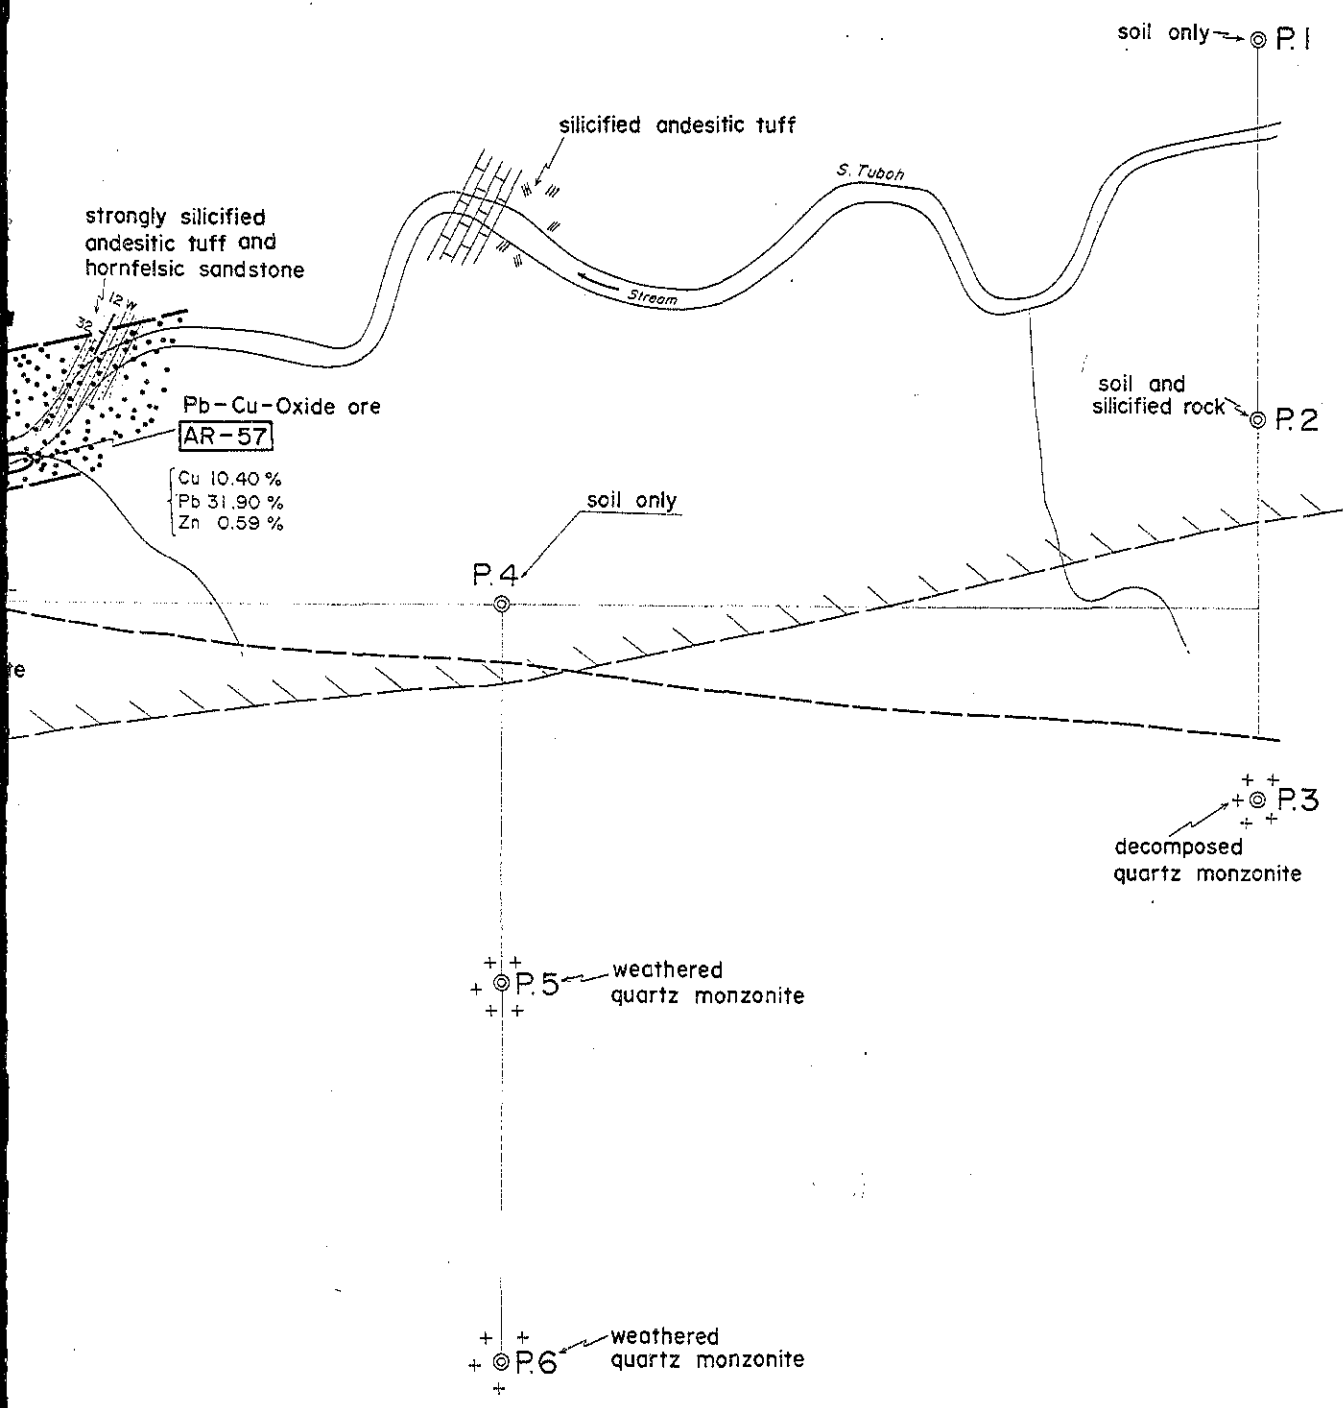 soil only
P.1
silicified andesitic tuff
S. Tuboh
strongly silicified
andesitic tuff and
hornfelsic sandstone
12 W
32
Stream
soil and
silicified rock
P.2
Pb-Cu-Oxide ore
AR-57
Cu 10.40 %
Pb 31.90 %
Zn 0.59 %
soil only
P.4
te
P.3
decomposed
quartz monzonite
P.5
weathered
quartz monzonite
P.6
weathered
quartz monzonite